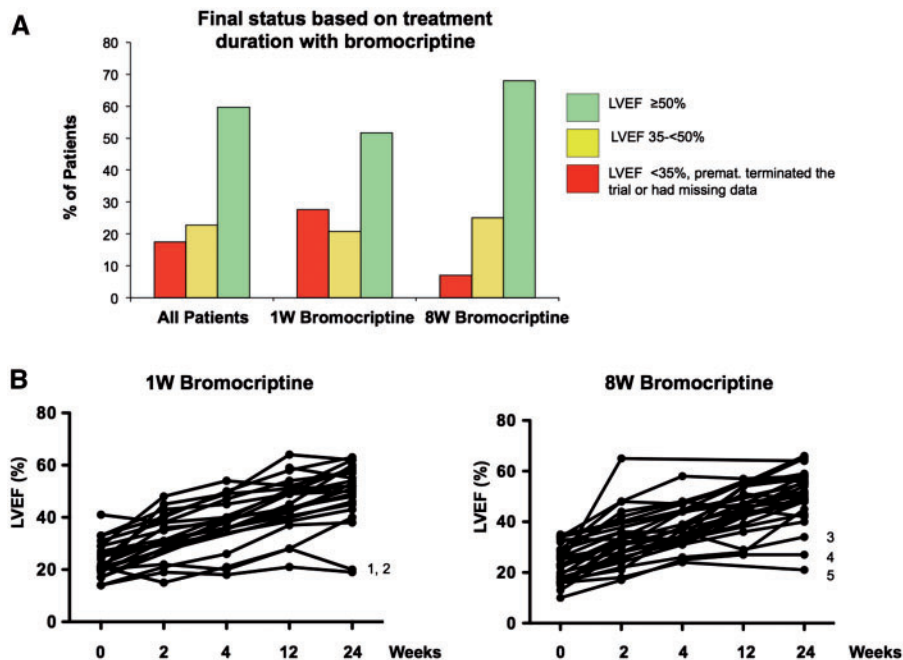 A
Final status based on treatment
duration with bromocriptine
80
70
60
50
40
30
20
10
0
% of Patients
All Patients
1W Bromocriptine
8W Bromocriptine
LVEF ≥50%
LVEF 35-<50%
LVEF <35%, premat. terminated the
trial or had missing data
B
1W Bromocriptine
80
60
40
20
0
LVEF (%)
1, 2
0 2 4 12 24 Weeks
8W Bromocriptine
80
60
40
20
0
LVEF (%)
3
4
5
0 2 4 12 24 Weeks